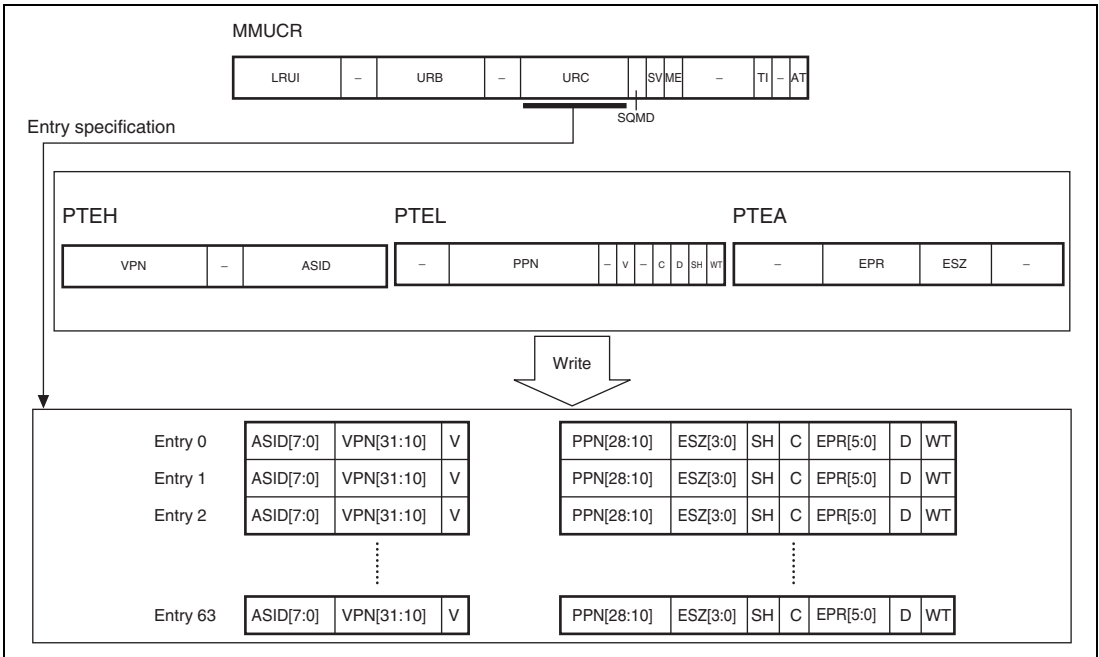 MMUCR
LRUI – URB – URC SV ME – TI – AT
SQMD
Entry specification
PTEH PTEL PTEA
VPN – ASID – PPN – V – C D SH WT – EPR ESZ –
Write
Entry 0 ASID[7:0] VPN[31:10] V PPN[28:10] ESZ[3:0] SH C EPR[5:0] D WT
Entry 1 ASID[7:0] VPN[31:10] V PPN[28:10] ESZ[3:0] SH C EPR[5:0] D WT
Entry 2 ASID[7:0] VPN[31:10] V PPN[28:10] ESZ[3:0] SH C EPR[5:0] D WT
Entry 63 ASID[7:0] VPN[31:10] V PPN[28:10] ESZ[3:0] SH C EPR[5:0] D WT